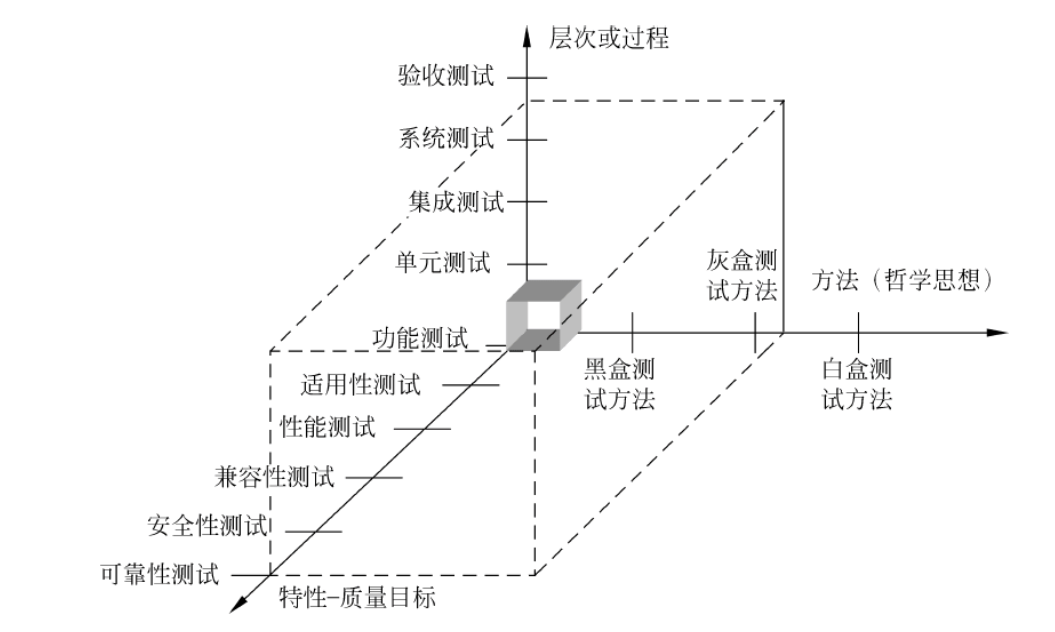 层次或过程
验收测试
系统测试
集成测试
单元测试
灰盒测
试方法
方法（哲学思想）
功能测试
黑盒测
试方法
白盒测
试方法
适用性测试
性能测试
兼容性测试
安全性测试
可靠性测试
特性–质量目标